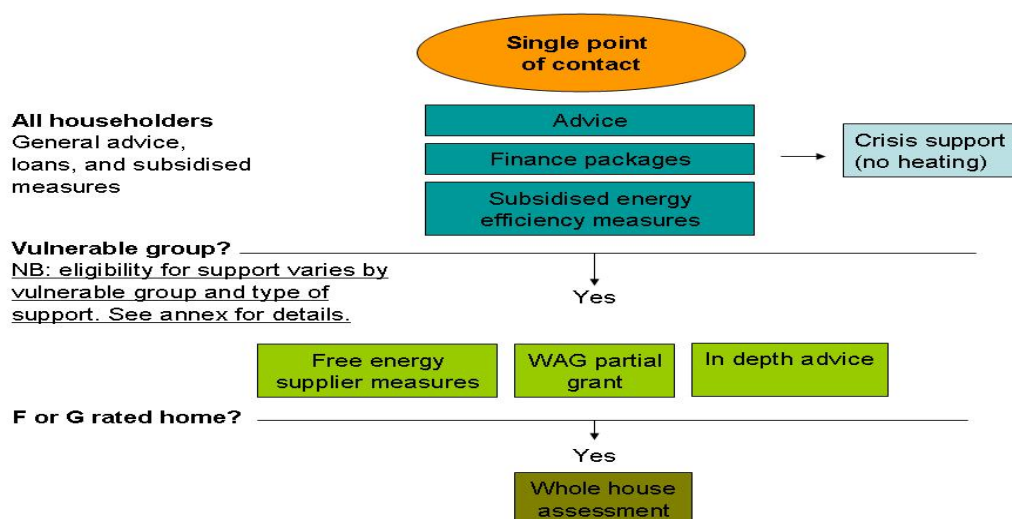 Single point
of contact
All householders
General advice,
loans, and subsidised
measures
Advice
Finance packages
Subsidised energy
efficiency measures
Crisis support
(no heating)
Vulnerable group?
NB: eligibility for support varies by
vulnerable group and type of
support. See annex for details.
Yes
Free energy
supplier measures
WAG partial
grant
In depth advice
F or G rated home?
Yes
Whole house
assessment